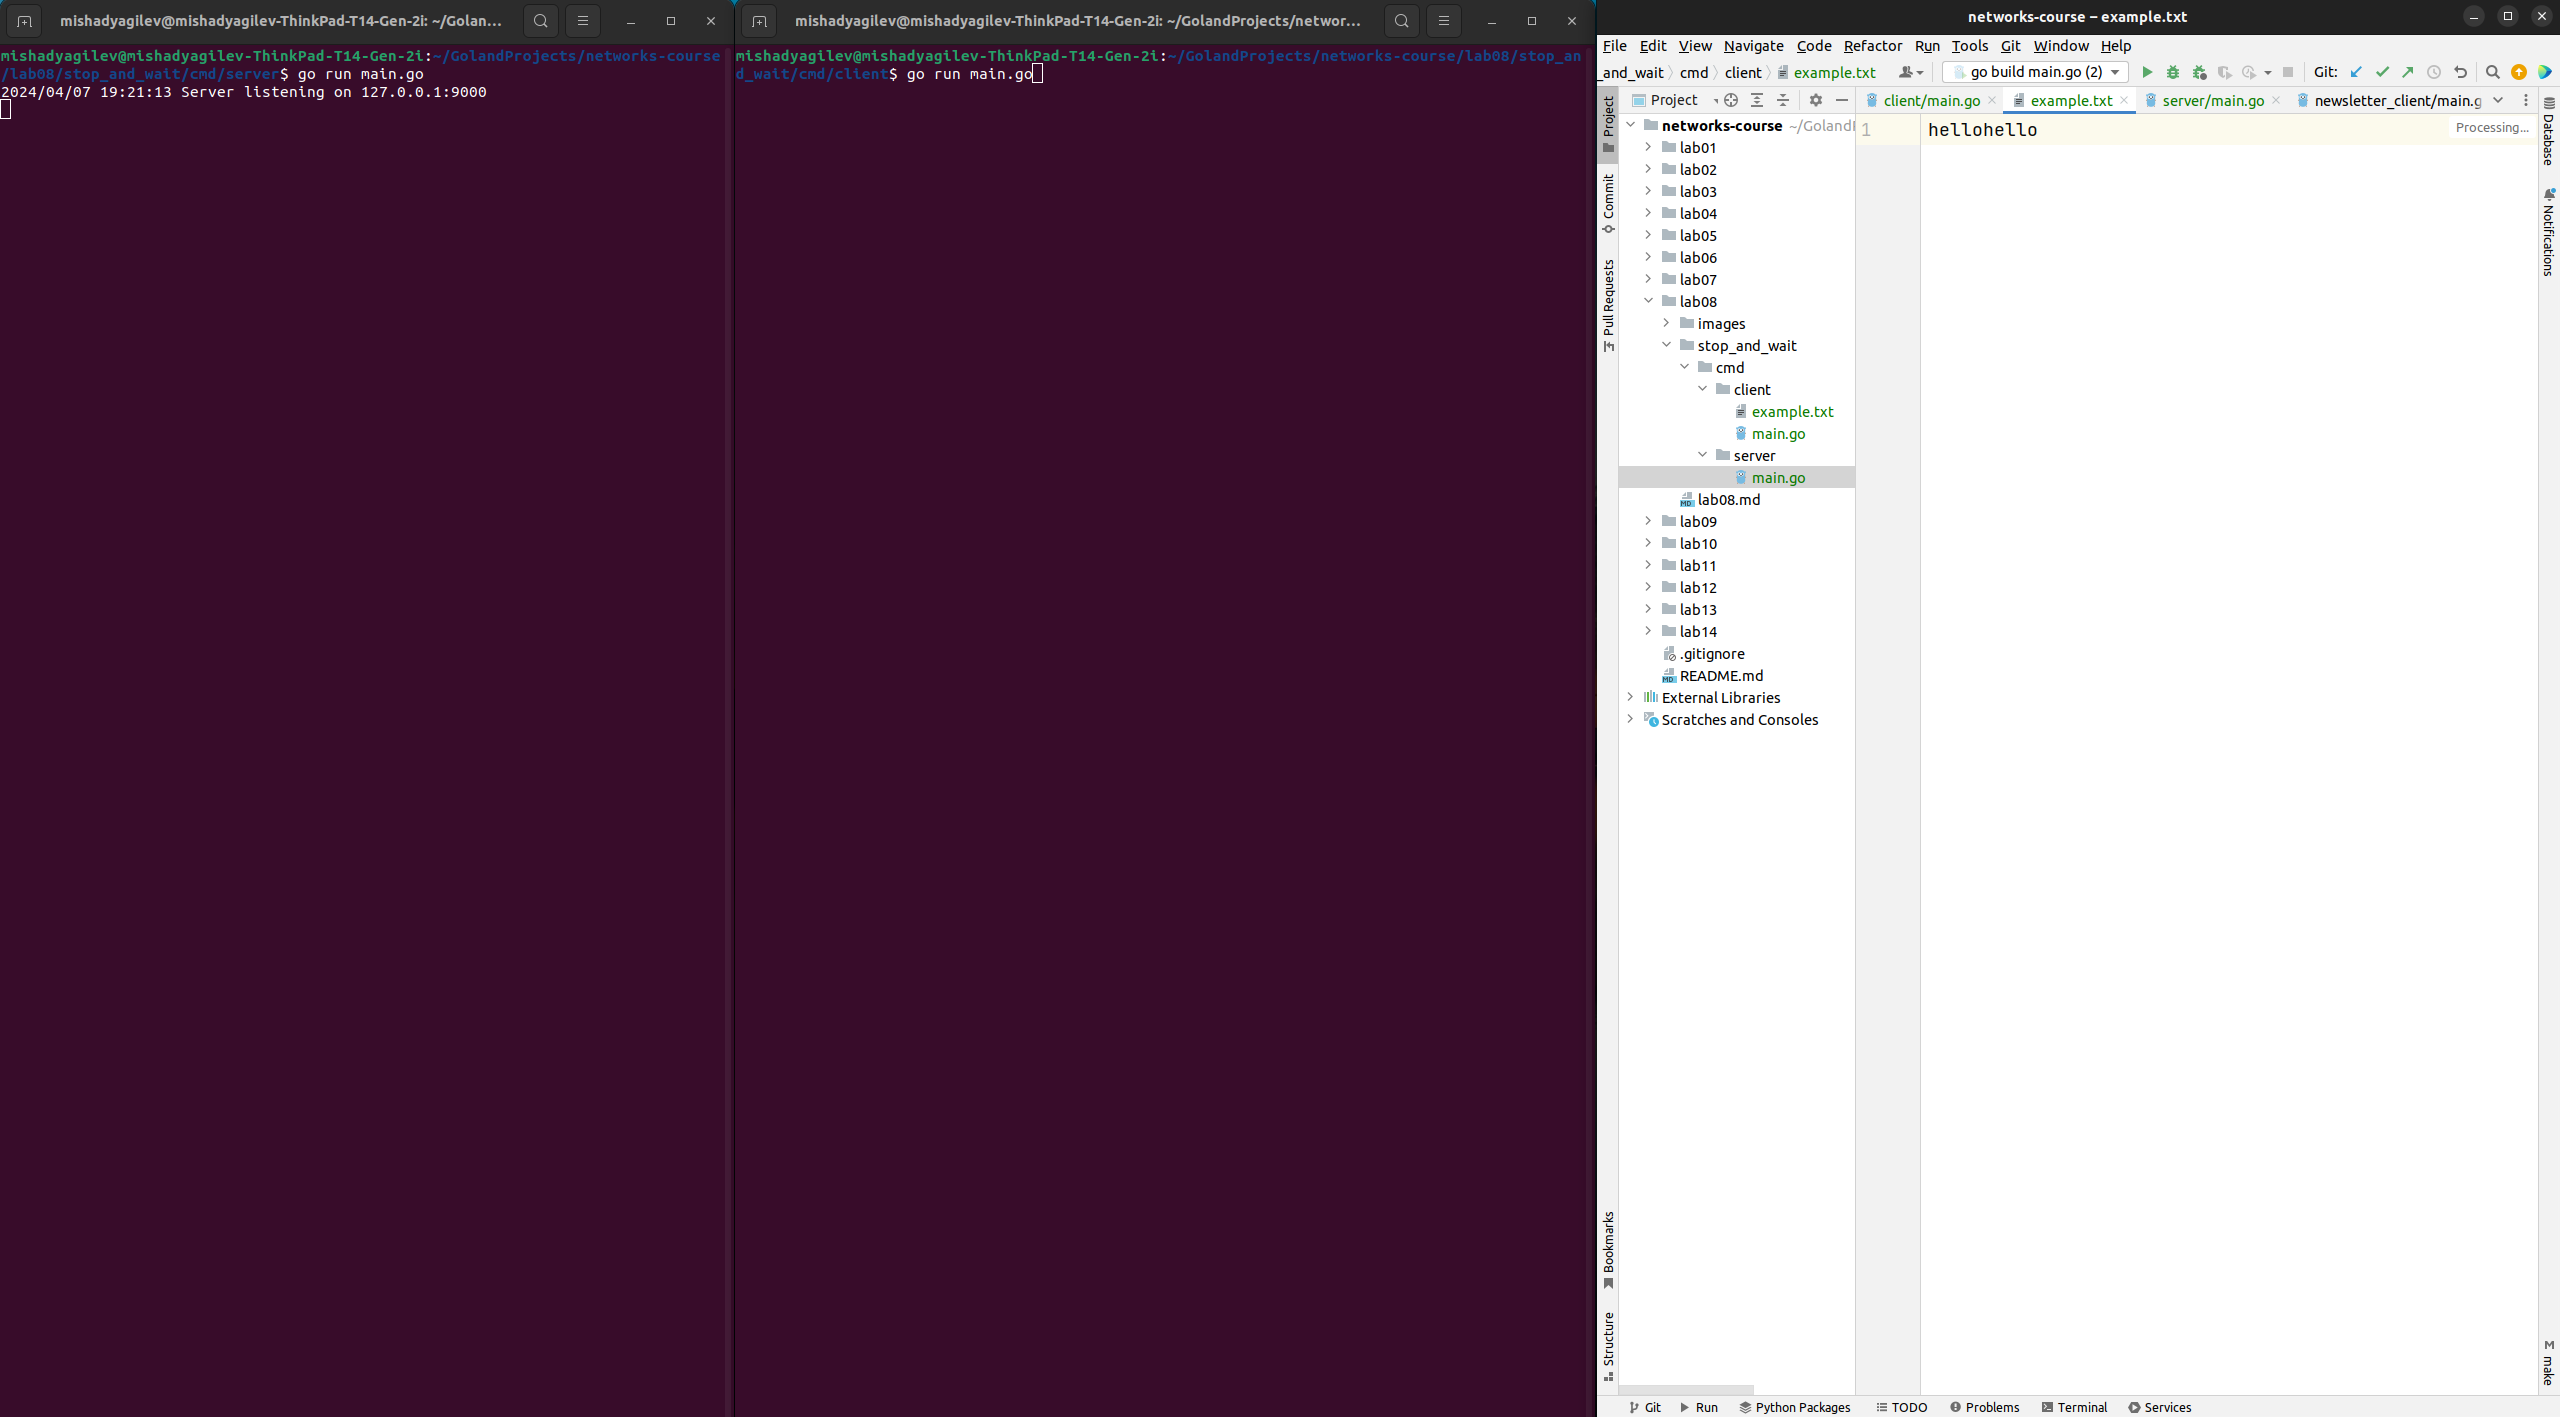 mishadyagilev@mishadyagilev-ThinkPad-T14-Gen-2i: ~/Golan...
mishadyagilev@mishadyagilev-ThinkPad-T14-Gen-2i:~/GolandProjects/networks-course
/lab08/stop_and_wait/cmd/server$ go run main.go
2024/04/07 19:21:13 Server listening on 127.0.0.1:9000
mishadyagilev@mishadyagilev-ThinkPad-T14-Gen-2i: ~/GolandProjects/networ...
mishadyagilev@mishadyagilev-ThinkPad-T14-Gen-2i:~/GolandProjects/networks-course/lab08/stop_an
d_wait/cmd/client$ go run main.go
networks-course – example.txt
File Edit View Navigate Code Refactor Run Tools Git Window Help
_and_wait cmd client example.txt go build main.go (2) Git:
Project
client/main.go example.txt server/main.go newsletter_client/main.g
networks-course ~/Goland
lab01
lab02
lab03
lab04
lab05
lab06
lab07
lab08
images
stop_and_wait
cmd
client
example.txt
main.go
server
main.go
lab08.md
lab09
lab10
lab11
lab12
lab13
lab14
.gitignore
README.md
External Libraries
Scratches and Consoles
1 hellohello
Processing...
Project
Commit
Pull Requests
Bookmarks
Structure
Database
Notifications
make
Git Run Python Packages TODO Problems Terminal Services